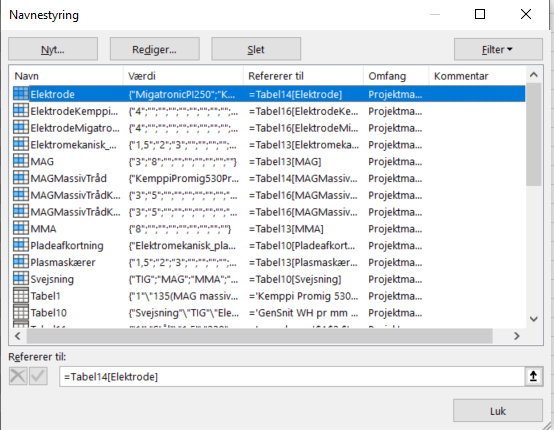 Navnestyring
Nyt... Rediger... Slet Filter
Navn Værdi Refererer til Omfang Kommentar
Elektrode {"MigatronicPI250";"K... =Tabel14[Elektrode] Projektma...
ElektrodeKemppi... {"4";"";"";"";"";"";"";"";... =Tabel16[ElektrodeKe... Projektma...
ElektrodeMigatro... {"4";"";"";"";"";"";"";"";... =Tabel16[ElektrodeMi... Projektma...
Elektromekanisk_... {"1,5";"2";"3";"";"";"";"";... =Tabel13[Elektromeka... Projektma...
MAG {"3";"8";"";"";"";"";"";"";""} =Tabel13[MAG] Projektma...
MAGMassivTråd {"KemppiPromig530Pr... =Tabel14[MAGMassiv... Projektma...
MAGMassivTrådK... {"3";"5";"";"";"";"";"";"";... =Tabel16[MAGMassiv... Projektma...
MAGMassivTrådK... {"3";"5";"";"";"";"";"";"";... =Tabel16[MAGMassiv... Projektma...
MMA {"8";"";"";"";"";"";"";"";""} =Tabel13[MMA] Projektma...
Pladeafkortning {"Elektromekanisk_pla... =Tabel10[Pladeafkort... Projektma...
Plasmaskærer {"1,5";"2";"3";"";"";"";"";... =Tabel13[Plasmaskær... Projektma...
Svejsning {"TIG";"MAG";"MMA";"... =Tabel10[Svejsning] Projektma...
Tabel1 {"1"\"135(MAG massiv... ='Kemppi Promig 530... Projektma...
Tabel10 {"Svejsning"\"TIG"\"Ele... ='GenSnit WH pr mm ... Projektma...
Refererer til:
=Tabel14[Elektrode]
Luk